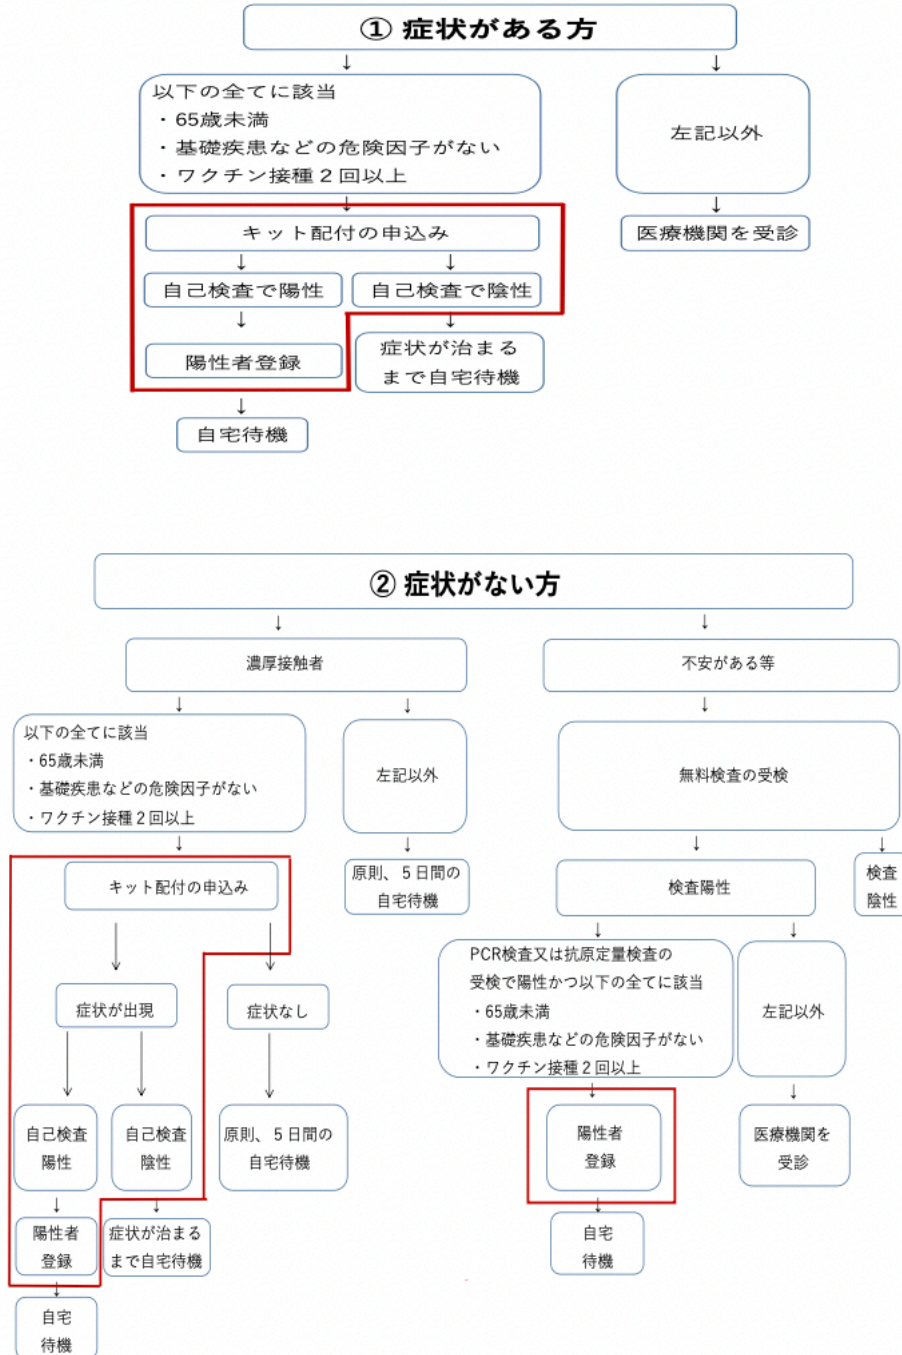 ① 症状がある方
↓
↓
以下の全てに該当
・65歳未満
・基礎疾患などの危険因子がない
・ワクチン接種２回以上
左記以外
↓
↓
キット配付の申込み
医療機関を受診
↓
↓
自己検査で陽性
自己検査で陰性
↓
↓
陽性者登録
症状が治まる
まで自宅待機
↓
自宅待機
② 症状がない方
↓
↓
濃厚接触者
不安がある等
↓
↓
↓
以下の全てに該当
・65歳未満
・基礎疾患などの危険因子がない
・ワクチン接種２回以上
左記以外
無料検査の受検
↓
↓
↓
↓
キット配付の申込み
原則、５日間の
自宅待機
検査陽性
検査
陰性
↓
↓
症状が出現
症状なし
PCR検査又は抗原定量検査の
受検で陽性かつ以下の全てに該当
・65歳未満
・基礎疾患などの危険因子がない
・ワクチン接種２回以上
左記以外
↓
↓
自己検査
陽性
自己検査
陰性
原則、５日間の
自宅待機
陽性者
登録
医療機関を
受診
↓
↓
↓
陽性者
登録
症状が治まる
まで自宅待機
自宅
待機
↓
自宅
待機